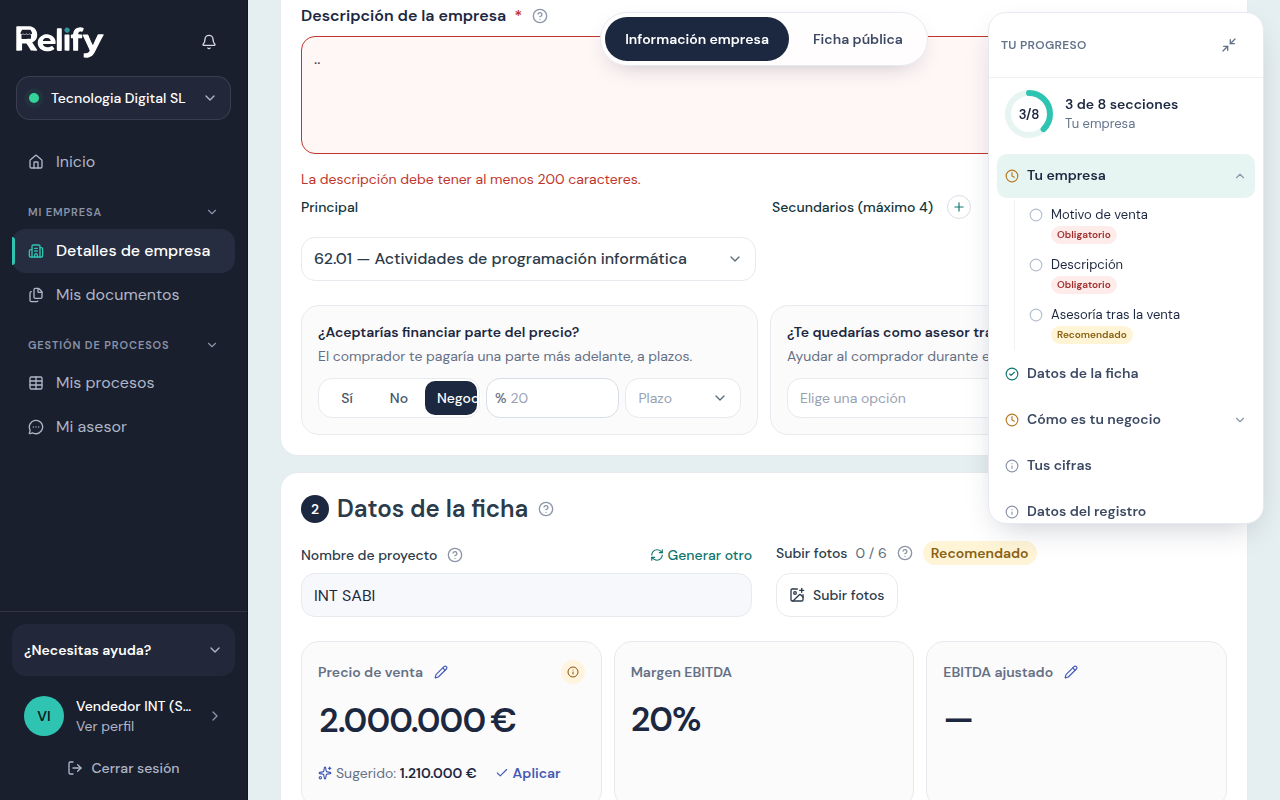 Relify
Tecnologia Digital SL
Inicio
MI EMPRESA
Detalles de empresa
Mis documentos
GESTIÓN DE PROCESOS
Mis procesos
Mi asesor
¿Necesitas ayuda?
VI
Vendedor INT (S...
Ver perfil
Cerrar sesión
Información empresa
Ficha pública
Descripción de la empresa *
..
La descripción debe tener al menos 200 caracteres.
Principal
Secundarios (máximo 4)
62.01 — Actividades de programación informática
¿Aceptarías financiar parte del precio?
El comprador te pagaría una parte más adelante, a plazos.
Sí
No
Negoc
% 20
Plazo
¿Te quedarías como asesor tra
Ayudar al comprador durante e
Elige una opción
2
Datos de la ficha
Nombre de proyecto
Generar otro
INT SABI
Subir fotos 0 / 6
Recomendado
Subir fotos
Precio de venta
2.000.000 €
Sugerido: 1.210.000 €
Aplicar
Margen EBITDA
20%
EBITDA ajustado
—
TU PROGRESO
3/8
3 de 8 secciones
Tu empresa
Tu empresa
Motivo de venta
Obligatorio
Descripción
Obligatorio
Asesoría tras la venta
Recomendado
Datos de la ficha
Cómo es tu negocio
Tus cifras
Datos del registro